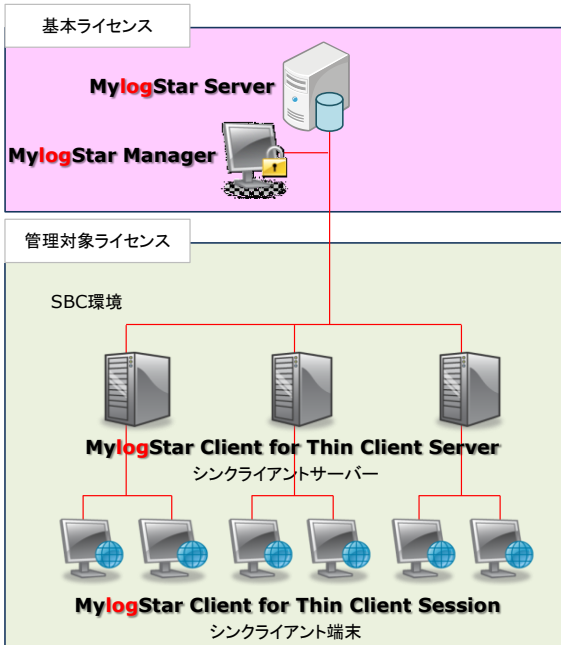 基本ライセンス
MylogStar Server
MylogStar Manager
管理対象ライセンス
SBC環境
MylogStar Client for Thin Client Server
シンクライアントサーバー
MylogStar Client for Thin Client Session
シンクライアント端末